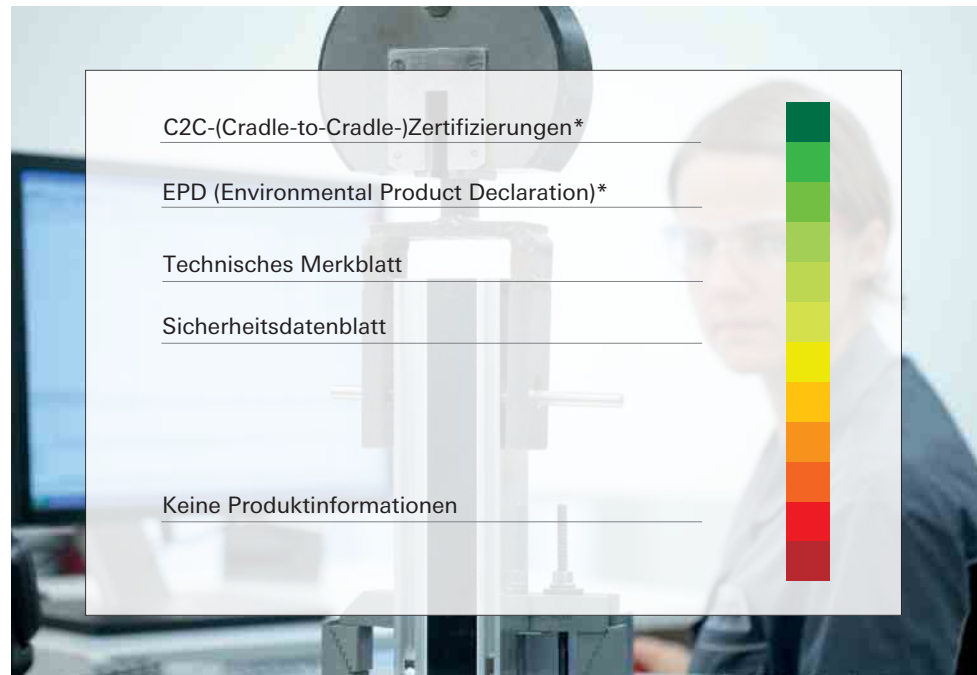 C2C-(Cradle-to-Cradle-)Zertifizierungen*
EPD (Environmental Product Declaration)*
Technisches Merkblatt
Sicherheitsdatenblatt
Keine Produktinformationen